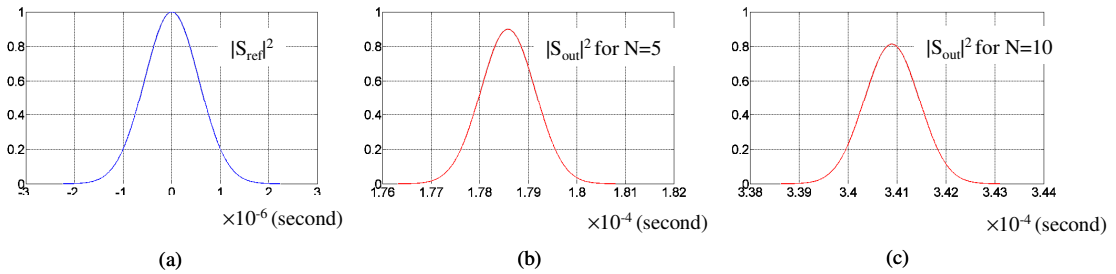 1
0.8
0.6
0.4
0.2
0
-3 -2 -1 0 1 2 3
|S_ref|^2
×10^-6 (second)
(a)
1
0.8
0.6
0.4
0.2
0
1.76 1.77 1.78 1.79 1.8 1.81 1.82
|S_out|^2 for N=5
×10^-4 (second)
(b)
1
0.8
0.6
0.4
0.2
0
3.38 3.39 3.4 3.41 3.42 3.43 3.44
|S_out|^2 for N=10
×10^-4 (second)
(c)